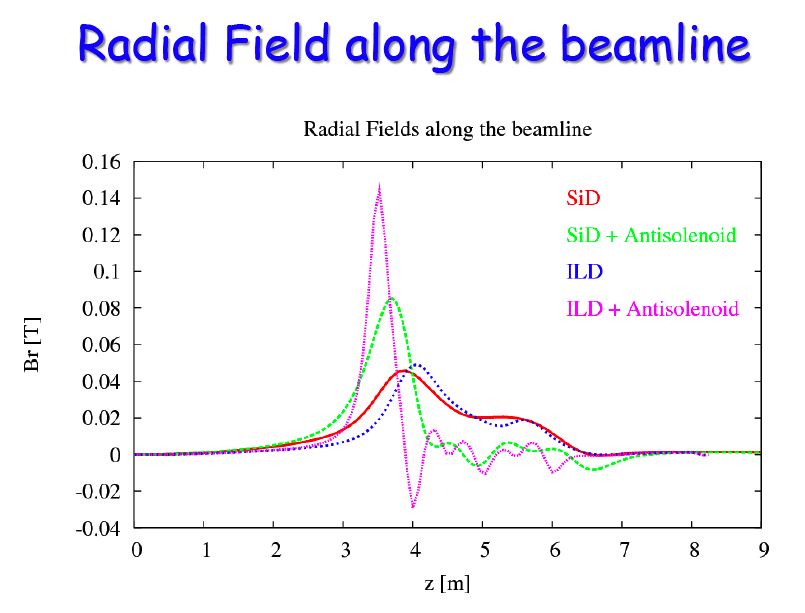 Radial Field along the beamline
Radial Fields along the beamline
0.16
0.14
0.12
0.1
0.08
0.06
0.04
0.02
0
-0.02
-0.04
Br [T]
SiD
SiD + Antisolenoid
ILD
ILD + Antisolenoid
0 1 2 3 4 5 6 7 8 9
z [m]